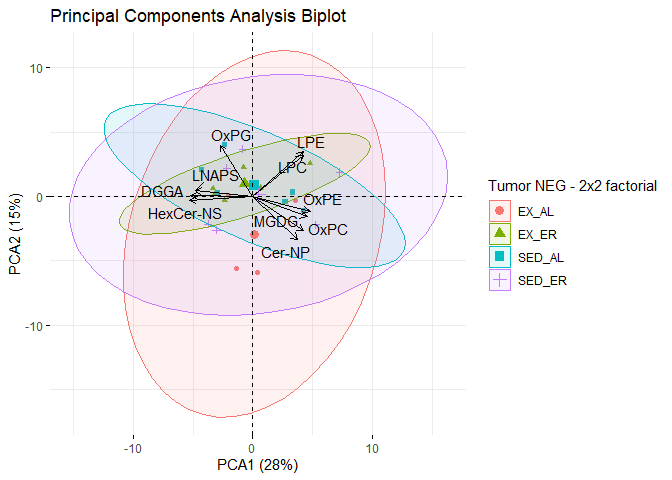 Principal Components Analysis Biplot
10
0
-10
PCA2 (15%)
OxPG
LPE
LNAPS
LPC
DGGA
OxPE
HexCer-NS
MGDG
OxPC
Cer-NP
-10
0
10
PCA1 (28%)
Tumor NEG - 2x2 factorial
EX_AL
EX_ER
SED_AL
SED_ER